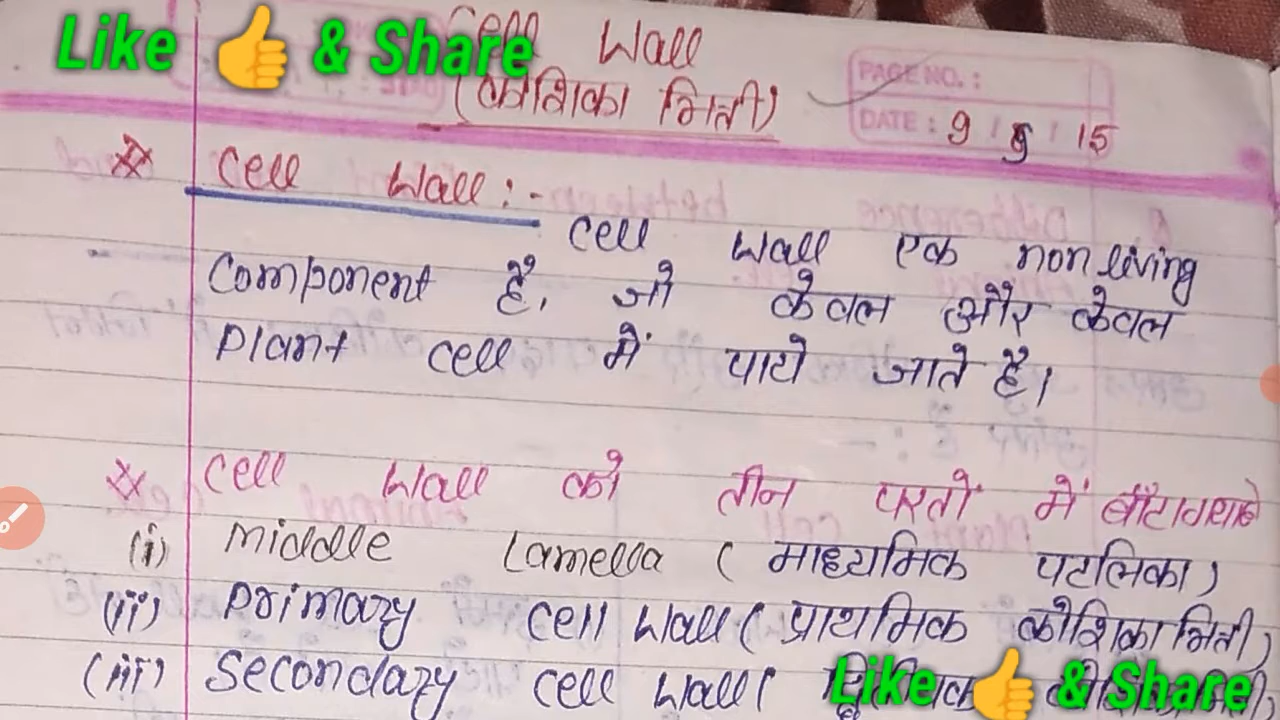 Like 👍 & Share
Cell Wall
(कोशिका भिती)
PAGE NO. :
DATE : 9 / 5 / 15
Cell Wall :-
Cell Wall एक non living
Component है, जो केवल और केवल
Plant Cell में पाये जाते है।
Cell Wall को तीन परतों में बाँटा गया है
(i) Middle Lamella ( माध्यमिक पटलिका )
(ii) Primary Cell Wall ( प्राथमिक कोशिका भिती )
(iii) Secondary Cell Wall (
Like 👍 & Share